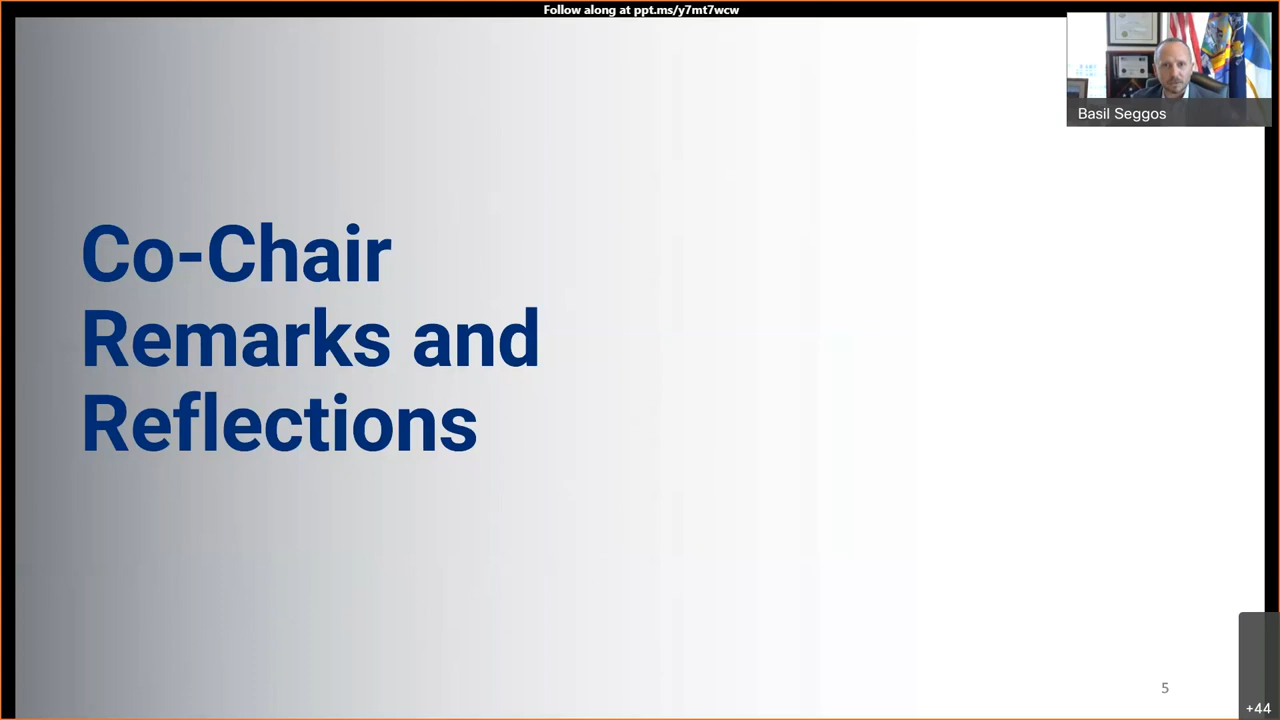 Follow along at ppt.ms/y7mt7wcw
Basil Seggos
Co-Chair
Remarks and
Reflections
5
+44